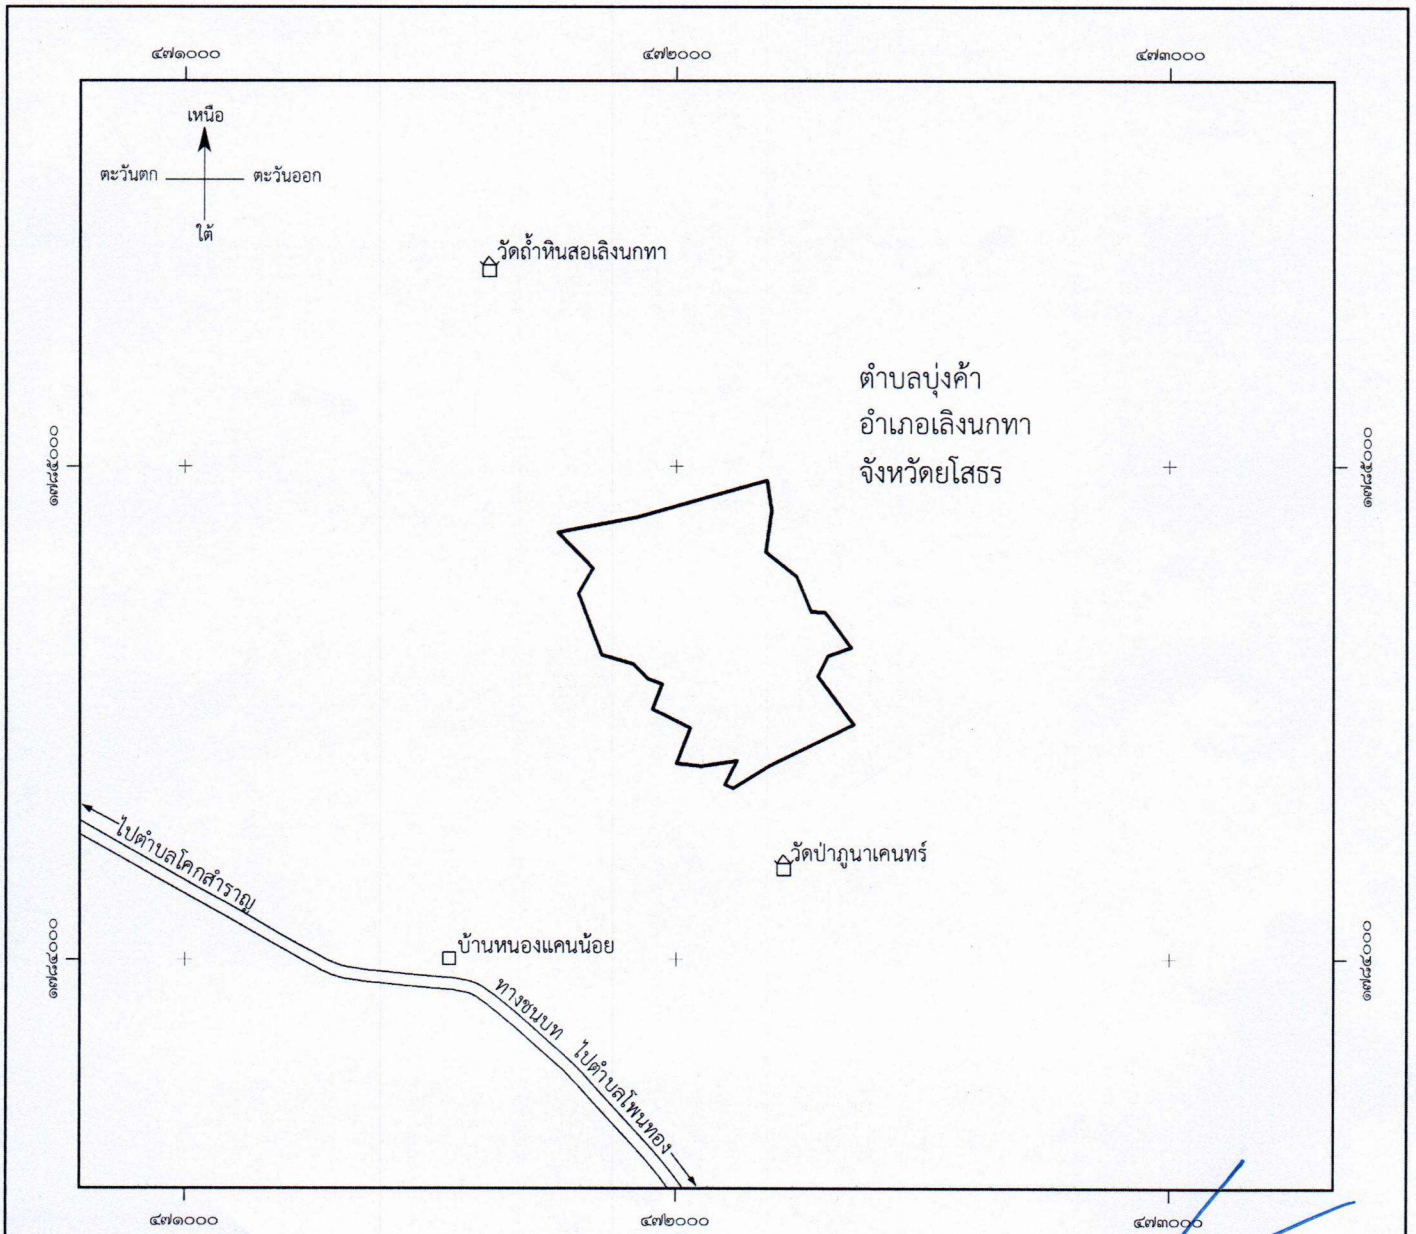 ๔๗๑๐๐๐
๔๗๒๐๐๐
๔๗๓๐๐๐
เหนือ
ตะวันตก
ตะวันออก
ใต้
วัดถ้ำหินสอเลิงนกทา
ตำบลบุ่งค้า
อำเภอเลิงนกทา
จังหวัดยโสธร
๑๗๘๕๐๐๐
๑๗๘๕๐๐๐
ไปตำบลโคกสำราญ
วัดป่าภูนาเคนทร์
บ้านหนองแคนน้อย
๑๗๘๔๐๐๐
๑๗๘๔๐๐๐
ทางชนบท
ไปตำบลโพนทอง
๔๗๑๐๐๐
๔๗๒๐๐๐
๔๗๓๐๐๐